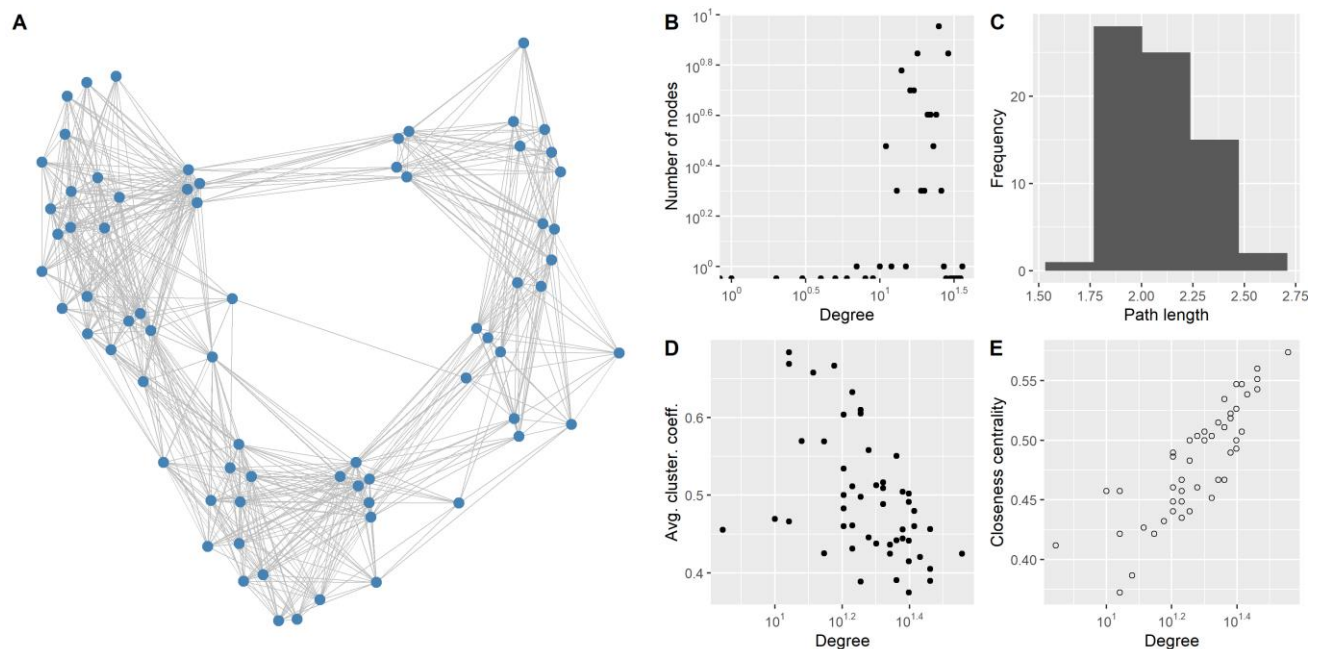 A
B
10^1
10^0.8
10^0.6
10^0.4
10^0.2
10^0
Number of nodes
10^0
10^0.5
10^1
10^1.5
Degree
C
20
10
0
Frequency
1.50
1.75
2.00
2.25
2.50
2.75
Path length
D
0.6
0.5
0.4
Avg. cluster. coeff.
10^1
10^1.2
10^1.4
Degree
E
0.55
0.50
0.45
0.40
Closeness centrality
10^1
10^1.2
10^1.4
Degree